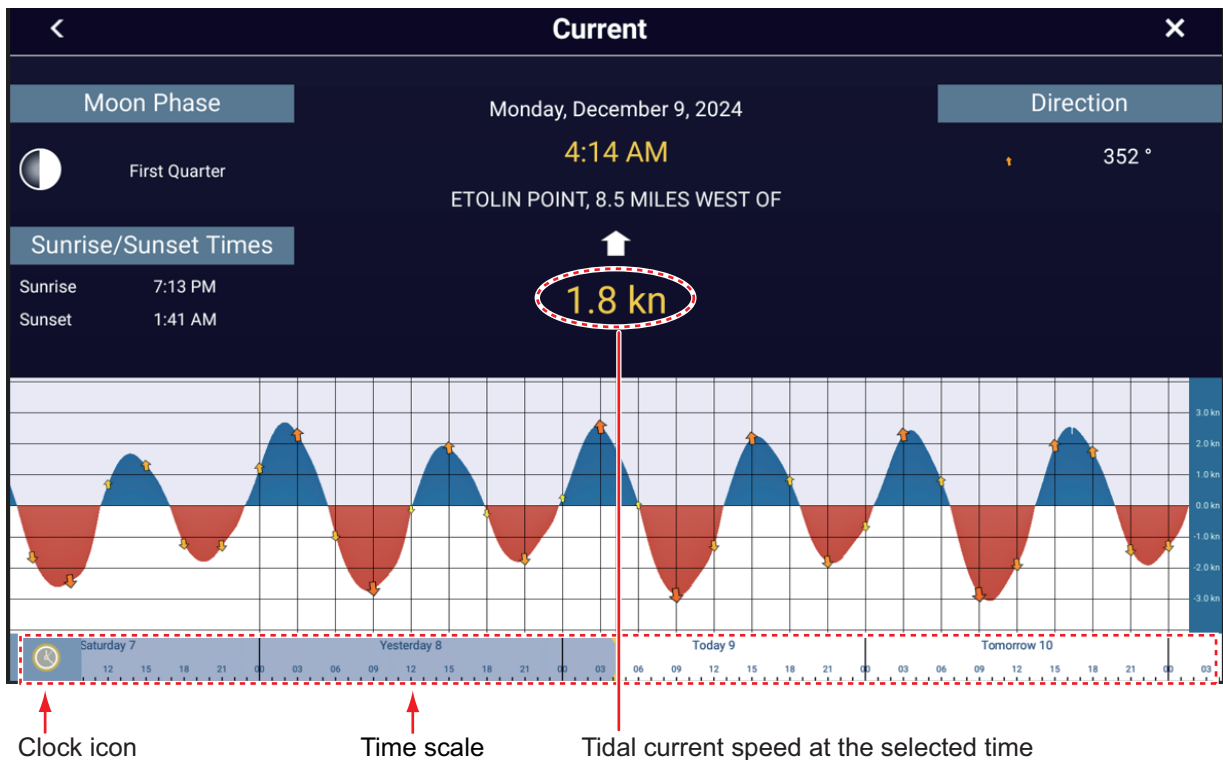 Current
Moon Phase
First Quarter
Sunrise/Sunset Times
Sunrise 7:13 PM
Sunset 1:41 AM
Monday, December 9, 2024
4:14 AM
ETOLIN POINT, 8.5 MILES WEST OF
1.8 kn
Direction
352 °
3.0 kn
2.0 kn
1.0 kn
0.0 kn
-1.0 kn
-2.0 kn
-3.0 kn
Saturday 7 Yesterday 8 Today 9 Tomorrow 10
12 15 18 21 00 03 06 09 12 15 18 21 00 03 06 09 12 15 18 21 00 03 06 09 12 15 18 21 00 03
Clock icon Time scale Tidal current speed at the selected time